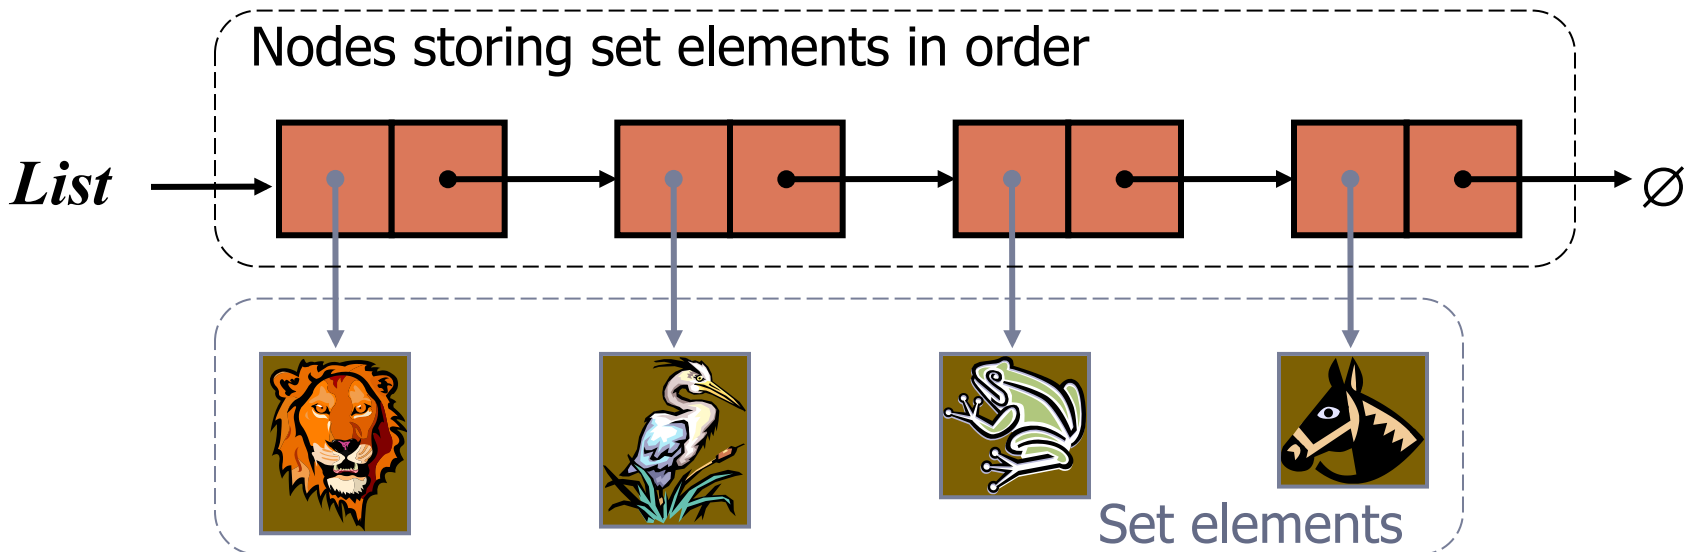 Nodes storing set elements in order
List
∅
Set elements